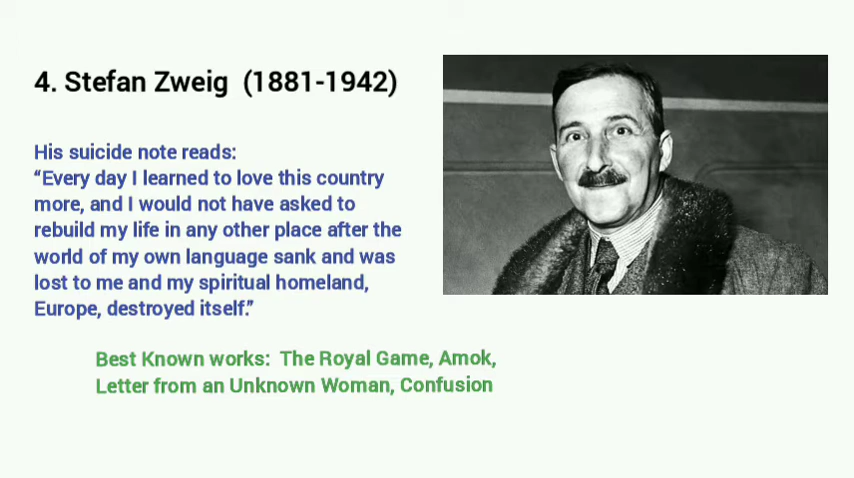 4. Stefan Zweig (1881-1942)
His suicide note reads:
“Every day I learned to love this country
more, and I would not have asked to
rebuild my life in any other place after the
world of my own language sank and was
lost to me and my spiritual homeland,
Europe, destroyed itself.”
Best Known works: The Royal Game, Amok,
Letter from an Unknown Woman, Confusion